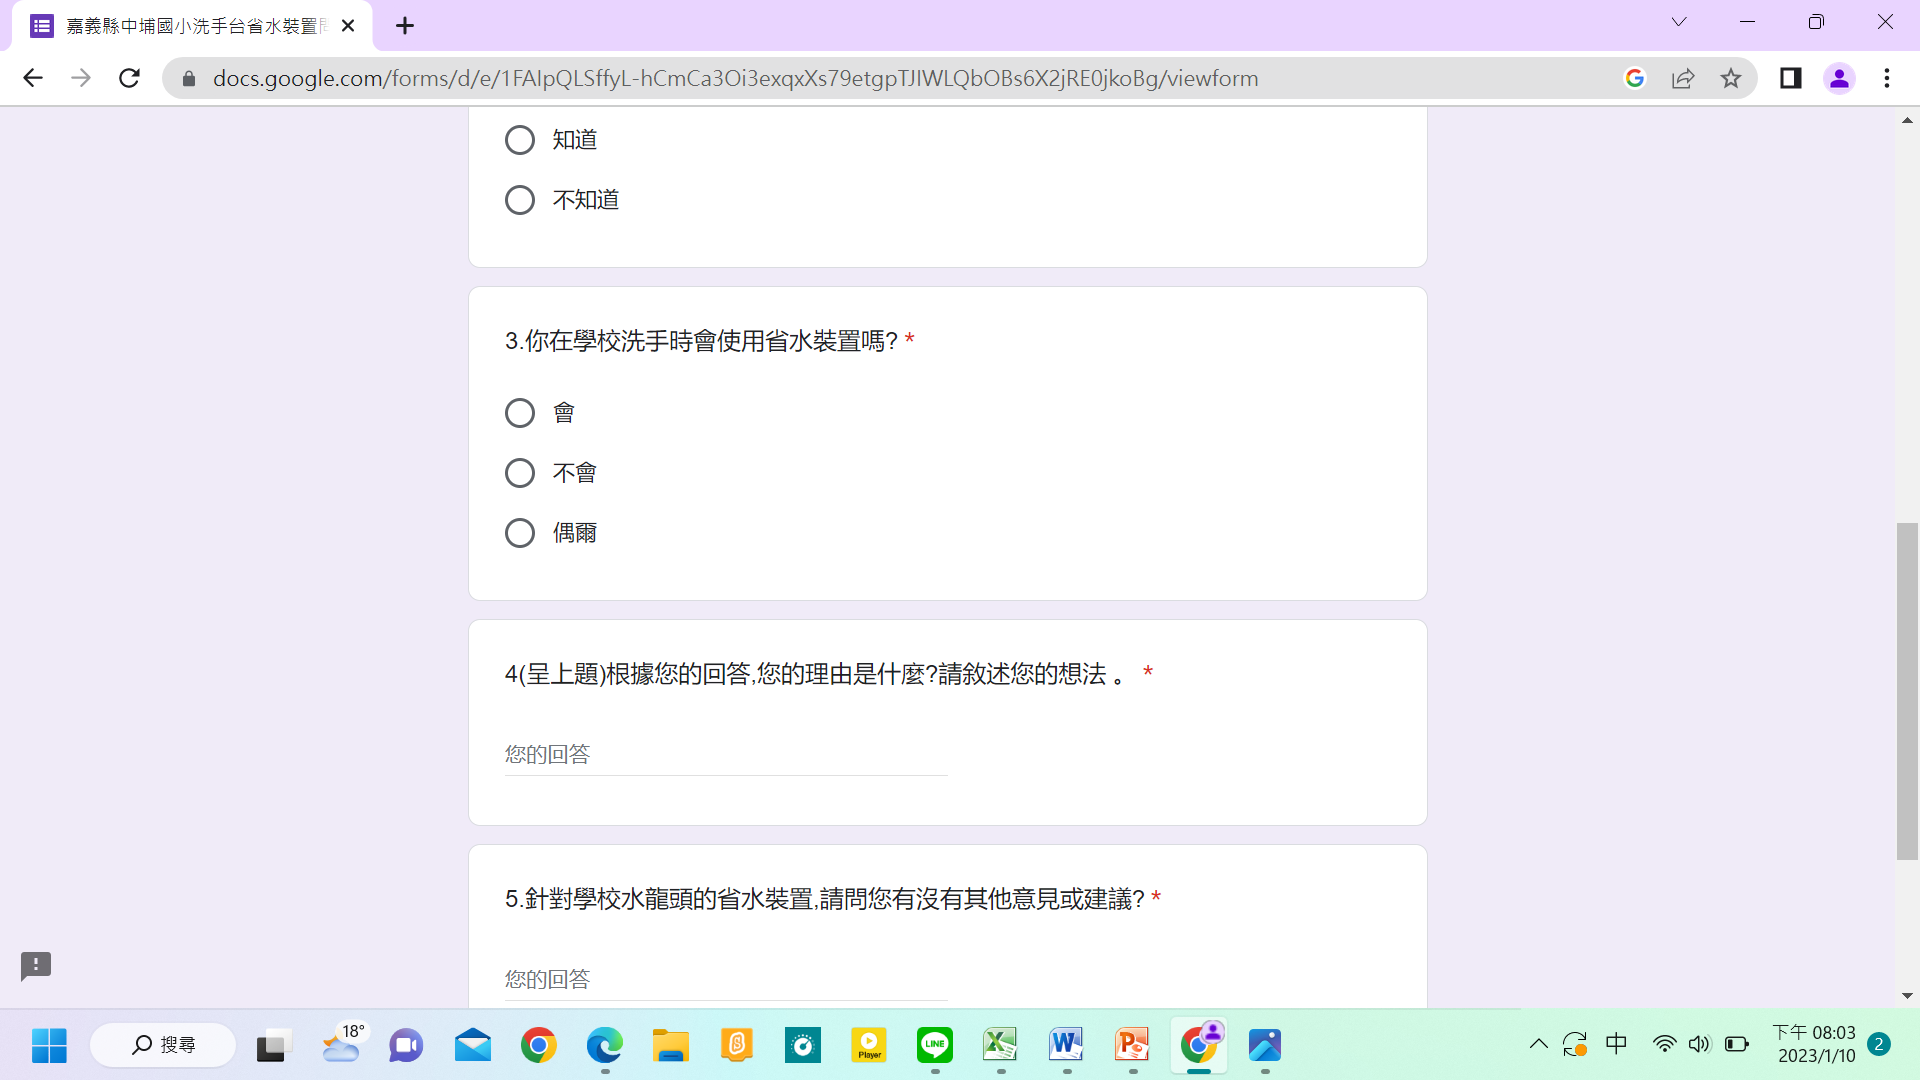 嘉義縣中埔國小洗手台省水裝置
docs.google.com/forms/d/e/1FAIpQLSffyL-hCmCa3Oi3exqxXs79etgpTJIWLQbOBs6X2jRE0jkoBg/viewform
知道
不知道
3.你在學校洗手時會使用省水裝置嗎? *
會
不會
偶爾
4(呈上題)根據您的回答,您的理由是什麼?請敘述您的想法 。 *
您的回答
5.針對學校水龍頭的省水裝置,請問您有沒有其他意見或建議? *
您的回答
搜尋
18°
Player
LINE
中
下午 08:03
2023/1/10
2